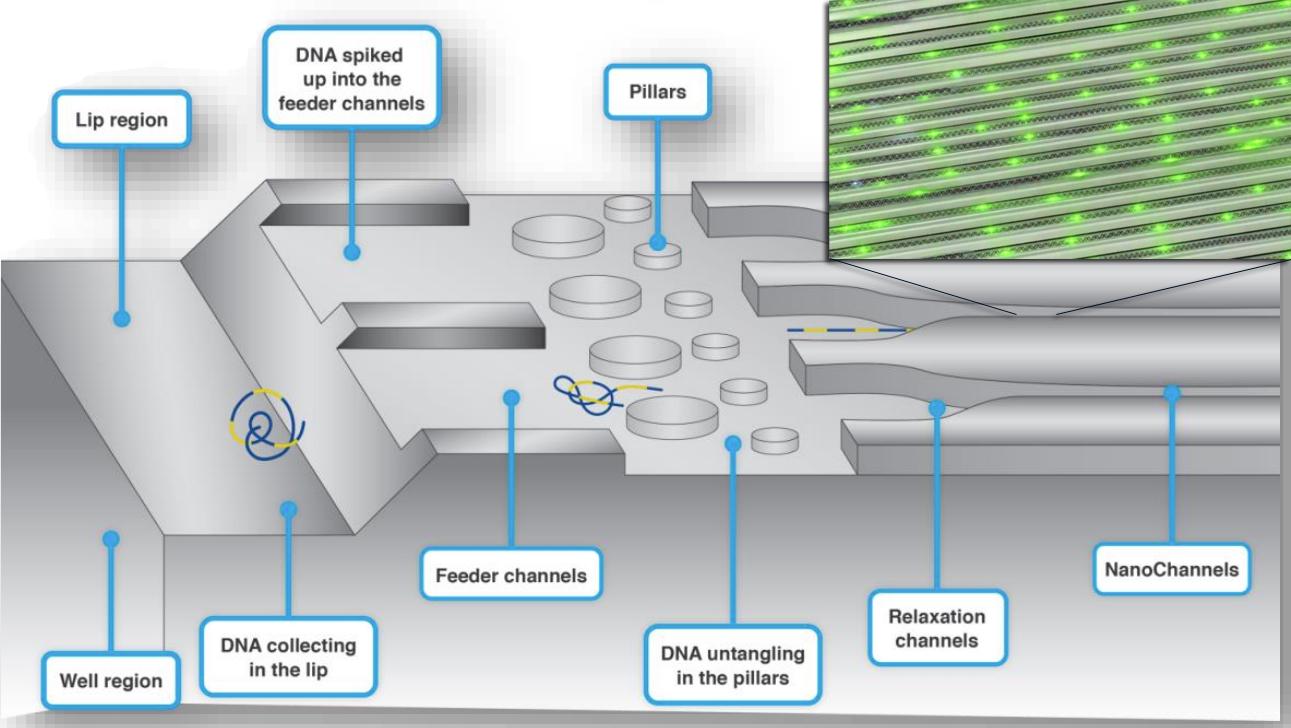 Lip region
DNA spiked
up into the
feeder channels
Pillars
Feeder channels
NanoChannels
Relaxation
channels
DNA collecting
in the lip
DNA untangling
in the pillars
Well region